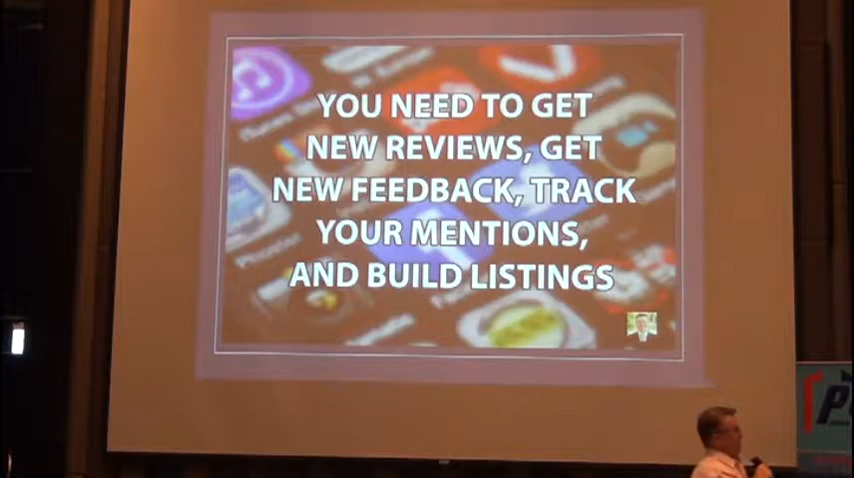 YOU NEED TO GET
NEW REVIEWS, GET
NEW FEEDBACK, TRACK
YOUR MENTIONS,
AND BUILD LISTINGS